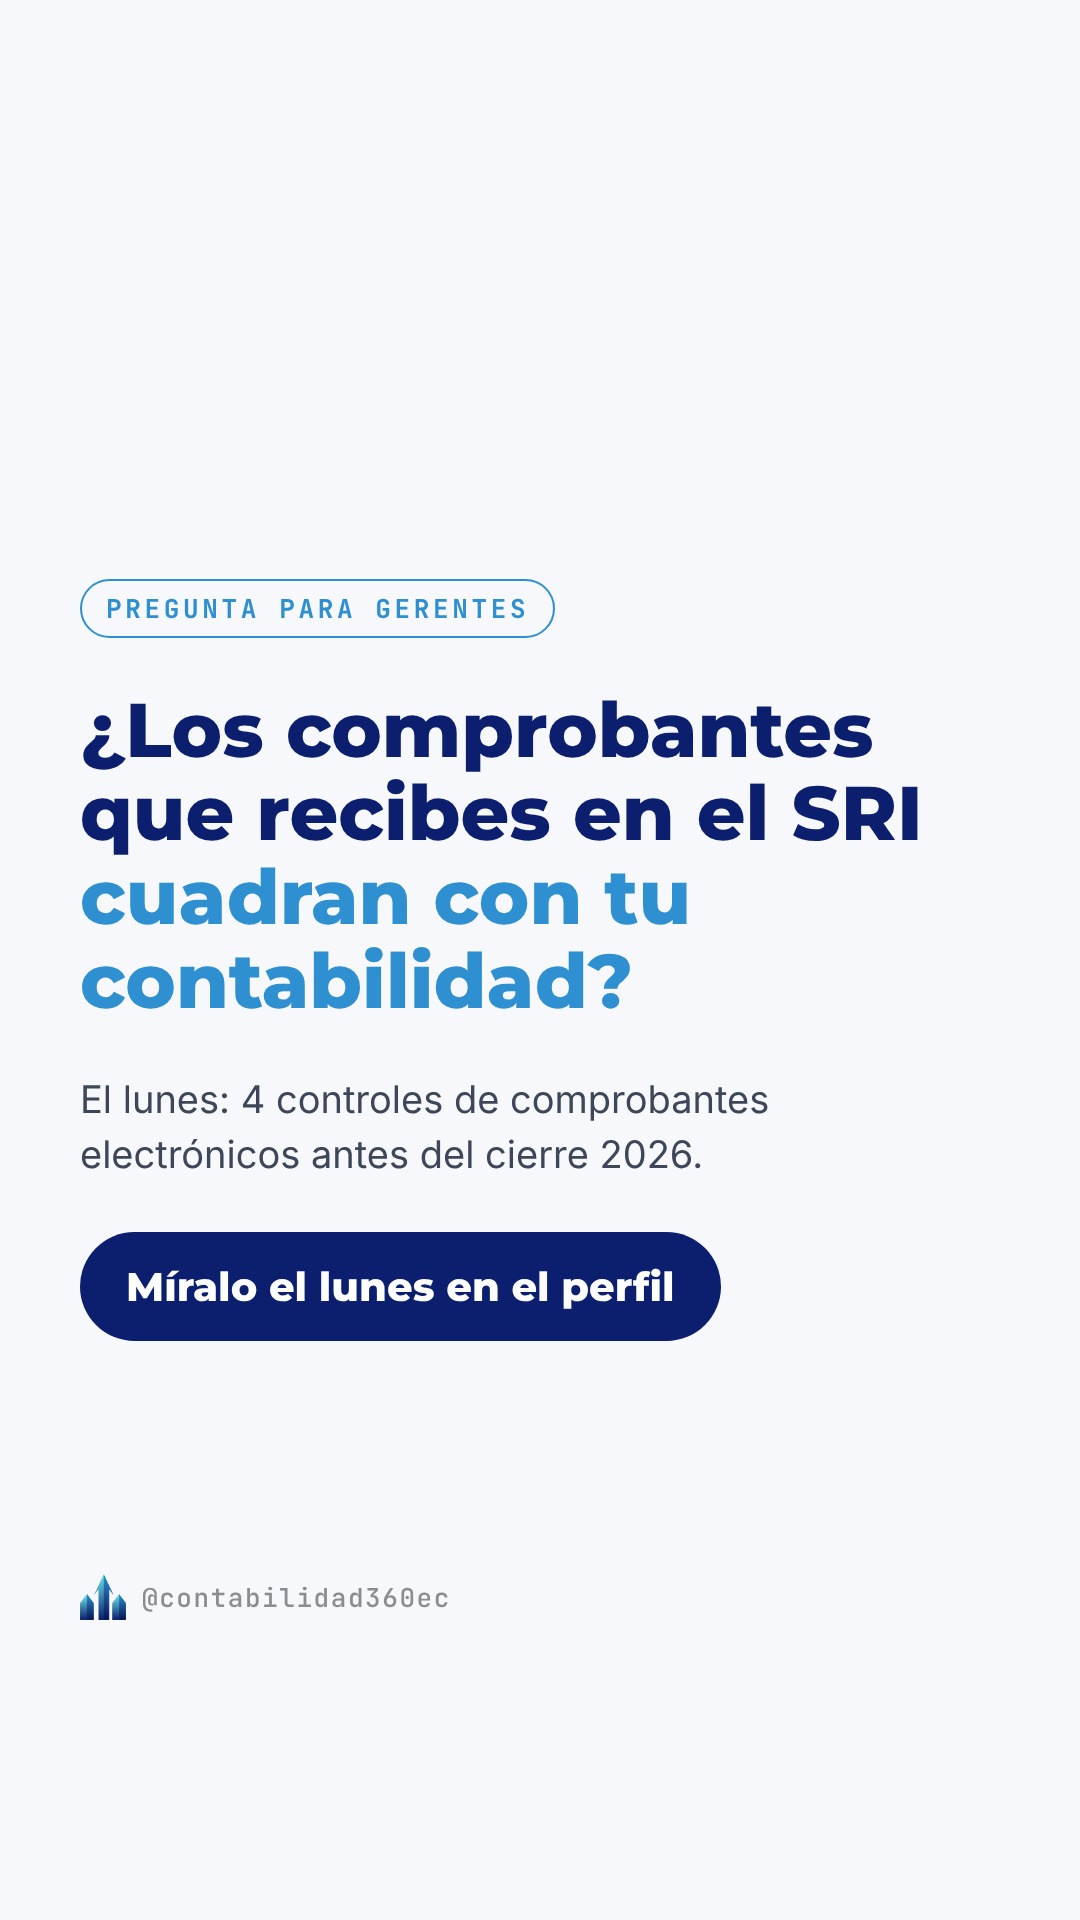 PREGUNTA PARA GERENTES
¿Los comprobantes
que recibes en el SRI
cuadran con tu
contabilidad?
El lunes: 4 controles de comprobantes
electrónicos antes del cierre 2026.
Míralo el lunes en el perfil
@contabilidad360ec